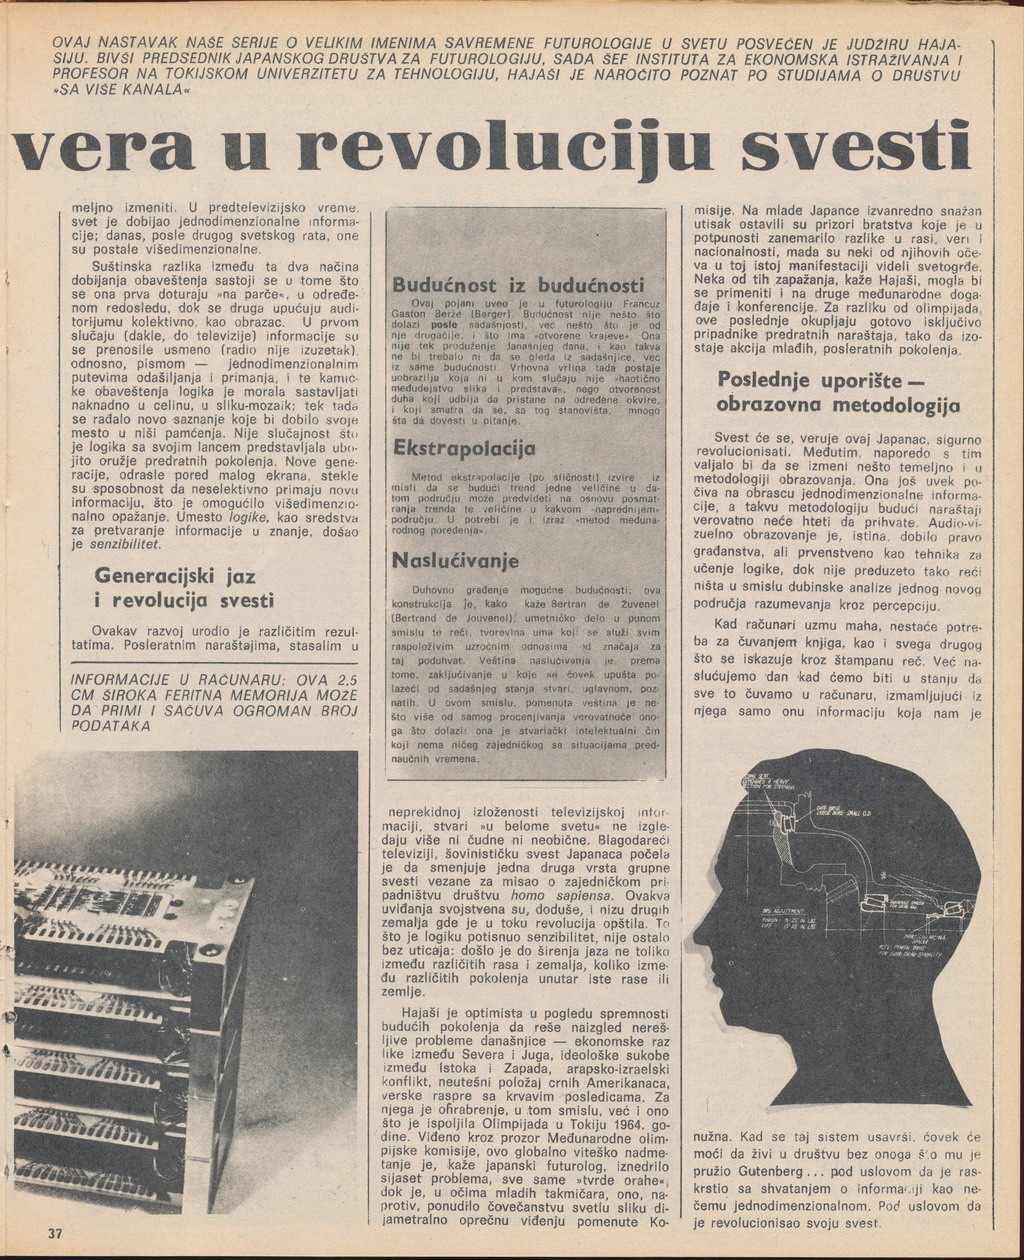 OVAJ NASTAVAK NAŠE SERIJE O VELIKIM IMENIMA SAVREMENE FUTUROLOGIJE U SVETU POSVEĆEN JE JUDŽIRU HAJA-
ŠIJU. BIVŠI PREDSEDNIK JAPANSKOG DRUŠTVA ZA FUTUROLOGIJU, SADA ŠEF INSTITUTA ZA EKONOMSKA ISTRAŽIVANJA I
PROFESOR NA TOKIJSKOM UNIVERZITETU ZA TEHNOLOGIJU, HAJAŠI JE NAROČITO POZNAT PO STUDIJAMA O DRUŠTVU
»SA VIŠE KANALA«
vera u revoluciju svesti
meljno izmeniti. U predtelevizijsko vreme,
svet je dobijao jednodimenzionalne informa-
cije; danas, posle drugog svetskog rata, one
su postale višedimenzionalne.
Suštinska razlika između ta dva načina
dobijanja obaveštenja sastoji se u tome što
se ona prva doturaju »na parče«, u određe-
nom redosledu, dok se druga upućuju audi-
torijumu kolektivno, kao obrazac. U prvom
slučaju (dakle, do televizije) informacije su
se prenosile usmeno (radio nije izuzetak),
odnosno, pismom — jednodimenzionalnim
putevima odašiljanja i primanja, i te kamič-
ke obaveštenja logika je morala sastavljati
naknadno u celinu, u sliku-mozaik; tek tada
se rađalo novo saznanje koje bi dobilo svoje
mesto u niši pamćenja. Nije slučajnost što
je logika sa svojim lancem predstavljala ubo-
jito oružje predratnih pokolenja. Nove gene-
racije, odrasle pored malog ekrana, stekle
su sposobnost da neselektivno primaju novu
informaciju, što je omogućilo višedimenzio-
nalno opažanje. Umesto logike, kao sredstva
za pretvaranje informacije u znanje, došao
je senzibilitet.
Generacijski jaz
i revolucija svesti
Ovakav razvoj urodio je različitim rezul-
tatima. Posleratnim naraštajima, stasalim u
INFORMACIJE U RAČUNARU: OVA 2,5
CM ŠIROKA FERITNA MEMORIJA MOŽE
DA PRIMI I SAČUVA OGROMAN BROJ
PODATAKA
37
Budućnost iz budućnosti
Ovaj pojam uveo je u futurologiju Francuz
Gaston Berže (Berger). Budućnost nije nešto što
dolazi posle sadašnjosti, već nešto što je od
nje drugačije, i što ima »otvorene krajeve«. Ona
nije tek produženje današnjeg dana, i kao takva
ne bi trebalo ni da se gleda iz sadašnjice, već
iz same budućnosti. Vrhovna vrlina tada postaje
uobrazilja koja ni u kom slučaju nije »haotično
međudejstvo slika i predstava«, nego otvorenost
duha koji odbija da pristane na određene okvire,
i koji smatra da se, sa tog stanovišta, mnogo
šta dá dovesti u pitanje.
Ekstrapolacija
Metod ekstrapolacije (po sličnosti) izvire iz
misli da se budući trend jedne veličine u da-
tom području može predvideti na osnovu posmat-
ranja trenda te veličine u kakvom »naprednijem«
području. U potrebi je i izraz »metod međuna-
rodnog poređenja«.
Naslućivanje
Duhovno građenje mogućne budućnosti; ova
konstrukcija je, kako kaže Bertran de Žuvenel
(Bertrand de Jouvenel), umetničko delo u punom
smislu te reči, tvorevina uma koji se služi svim
raspoloživim uzročnim odnosima od značaja za
taj poduhvat. Veština naslućivanja je, prema
tome, zaključivanje u koje se čovek upušta po-
lazeći od sadašnjeg stanja stvari, uglavnom, poz-
natih. U ovom smislu, pomenuta veština je ne-
što više od samog procenjivanja verovatnoće ono-
ga što dolazi: ona je stvarlački intelektualni čin
koji nema ničeg zajedničkog sa situacijama pred-
naučnih vremena.
neprekidnoj izloženosti televizijskoj infor-
maciji, stvari »u belome svetu« ne izgle-
daju više ni čudne ni neobične. Blagodareći
televiziji, šovinističku svest Japanaca počela
je da smenjuje jedna druga vrsta grupne
svesti vezane za misao o zajedničkom pri-
padništvu društvu homo sapiensa. Ovakva
uviđanja svojstvena su, doduše, i nizu drugih
zemalja gde je u toku revolucija opštila. To
što je logiku potisnuo senzibilitet, nije ostalo
bez uticaja: došlo je do širenja jaza ne toliko
između različitih rasa i zemalja, koliko izme-
đu različitih pokolenja unutar iste rase ili
zemlje.
Hajaši je optimista u pogledu spremnosti
budućih pokolenja da reše naizgled nereš-
ljive probleme današnjice — ekonomske raz
like između Severa i Juga, ideološke sukobe
između Istoka i Zapada, arapsko-izraelski
konflikt, neutešni položaj crnih Amerikanaca,
verske raspre sa krvavim posledicama. Za
njega je ohrabrenje, u tom smislu, već i ono
što je ispoljila Olimpijada u Tokiju 1964. go-
dine. Viđeno kroz prozor Međunarodne olim-
pijske komisije, ovo globalno viteško nadme-
tanje je, kaže japanski futurolog, iznedrilo
sijaset problema, sve same »tvrde orahe«,
dok je, u očima mladih takmičara, ono, na-
protiv, ponudilo čovečanstvu svetlu sliku di-
jametralno oprečnu viđenju pomenute Ko-
misije. Na mlade Japance izvanredno snažan
utisak ostavili su prizori bratstva koje je u
potpunosti zanemarilo razlike u rasi, veri i
nacionalnosti, mada su neki od njihovih oče-
va u toj istoj manifestaciji videli svetogrđe.
Neka od tih zapažanja, kaže Hajaši, mogla bi
se primeniti i na druge međunarodne doga-
đaje i konferencije. Za razliku od olimpijada,
ove poslednje okupljaju gotovo isključivo
pripadnike predratnih naraštaja, tako da izo-
staje akcija mlađih, posleratnih pokolenja.
Poslednje uporište —
obrazovna metodologija
Svest će se, veruje ovaj Japanac, sigurno
revolucionisati. Međutim, naporedo s tim
valjalo bi da se izmeni nešto temeljno i u
metodologiji obrazovanja. Ona još uvek po-
čiva na obrascu jednodimenzionalne informa-
cije, a takvu metodologiju budući naraštaji
verovatno neće hteti da prihvate. Audio-vi-
zuelno obrazovanje je, istina, dobilo pravo
građanstva, ali prvenstveno kao tehnika za
učenje logike, dok nije preduzeto tako reći
ništa u smislu dubinske analize jednog novog
područja razumevanja kroz percepciju.
Kad računari uzmu maha, nestaće potre-
ba za čuvanjem knjiga, kao i svega drugog
što se iskazuje kroz štampanu reč. Već na-
slućujemo dan kad ćemo biti u stanju da
sve to čuvamo u računaru, izmamljujući iz
njega samo onu informaciju koja nam je
nužna. Kad se taj sistem usavrši, čovek će
moći da živi u društvu bez onoga što mu je
pružio Gutenberg... pod uslovom da je ras-
krstio sa shvatanjem o informaciji kao ne-
čemu jednodimenzionalnom. Pod uslovom da
je revolucionisao svoju svest.